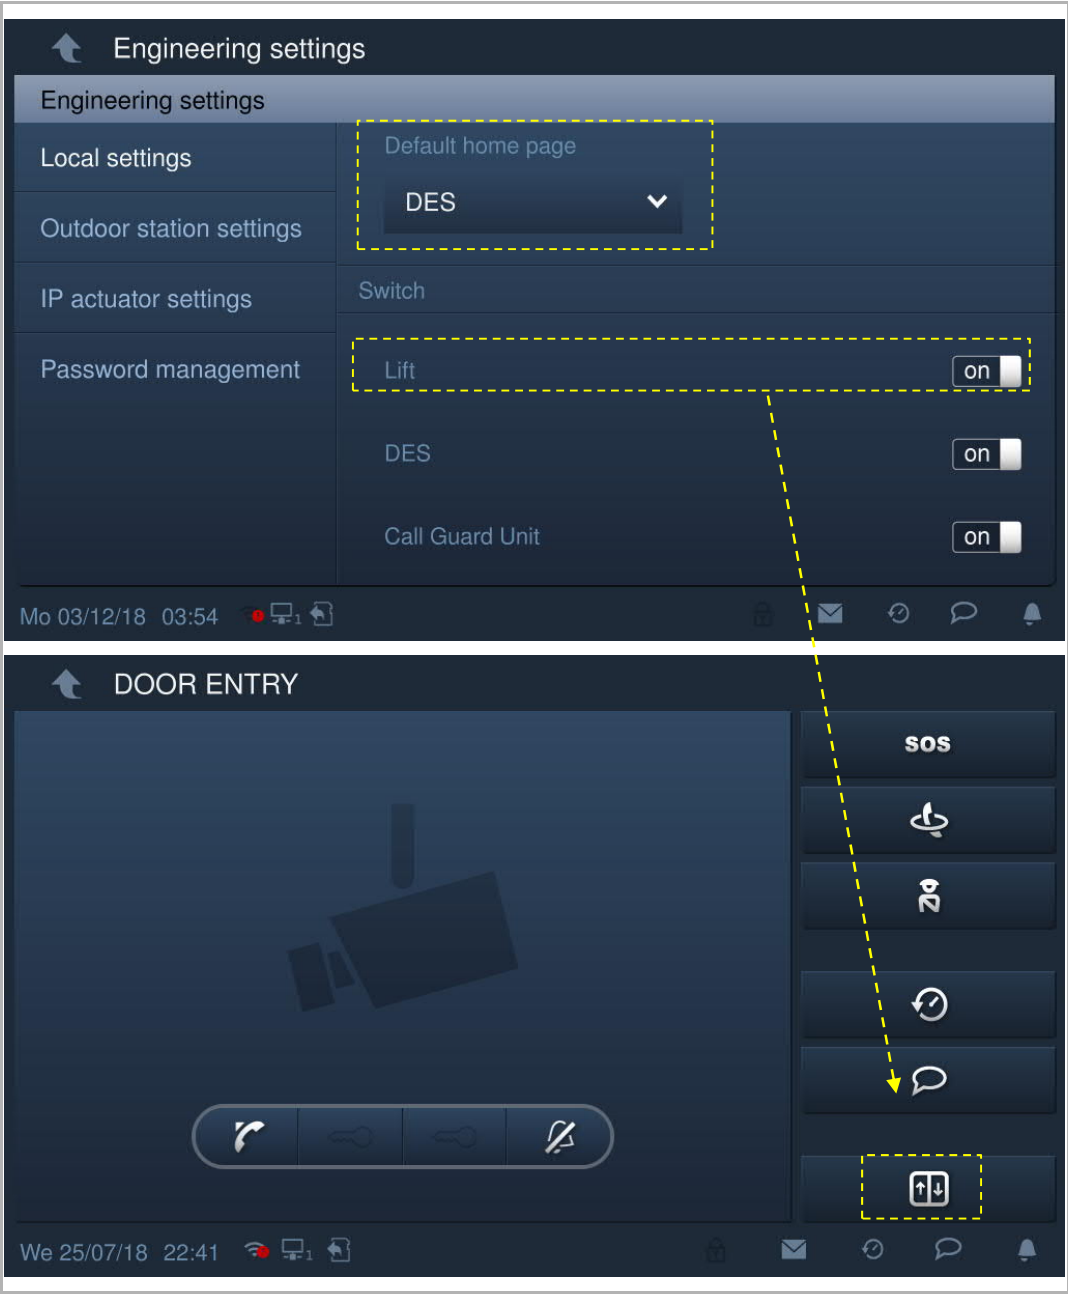 Engineering settings
Engineering settings
Local settings
Outdoor station settings
IP actuator settings
Password management
Default home page
DES
Switch
Lift
on
DES
on
Call Guard Unit
on
Mo 03/12/18 03:54
1
DOOR ENTRY
SOS
We 25/07/18 22:41
1